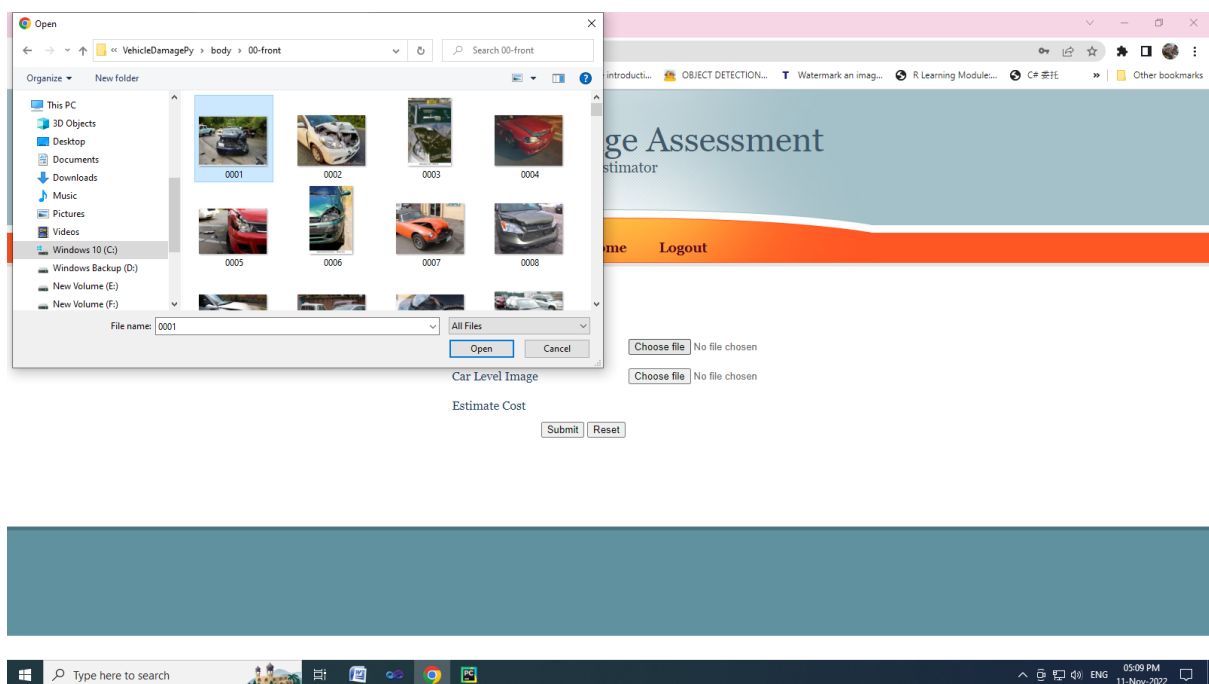 Open
« VehicleDamagePy › body › 00-front
Search 00-front
Organize
New folder
This PC
3D Objects
Desktop
Documents
Downloads
Music
Pictures
Videos
Windows 10 (C:)
Windows Backup (D:)
New Volume (E:)
New Volume (F:)
0001
0002
0003
0004
0005
0006
0007
0008
File name: 0001
All Files
Open
Cancel
introducti...
OBJECT DETECTION...
T Watermark an imag...
R Learning Module:...
C# 委托
»
Other bookmarks
ge Assessment
stimator
ome
Logout
Choose file No file chosen
Car Level Image
Choose file No file chosen
Estimate Cost
Submit
Reset
Type here to search
PC
ENG
05:09 PM
11-Nov-2022